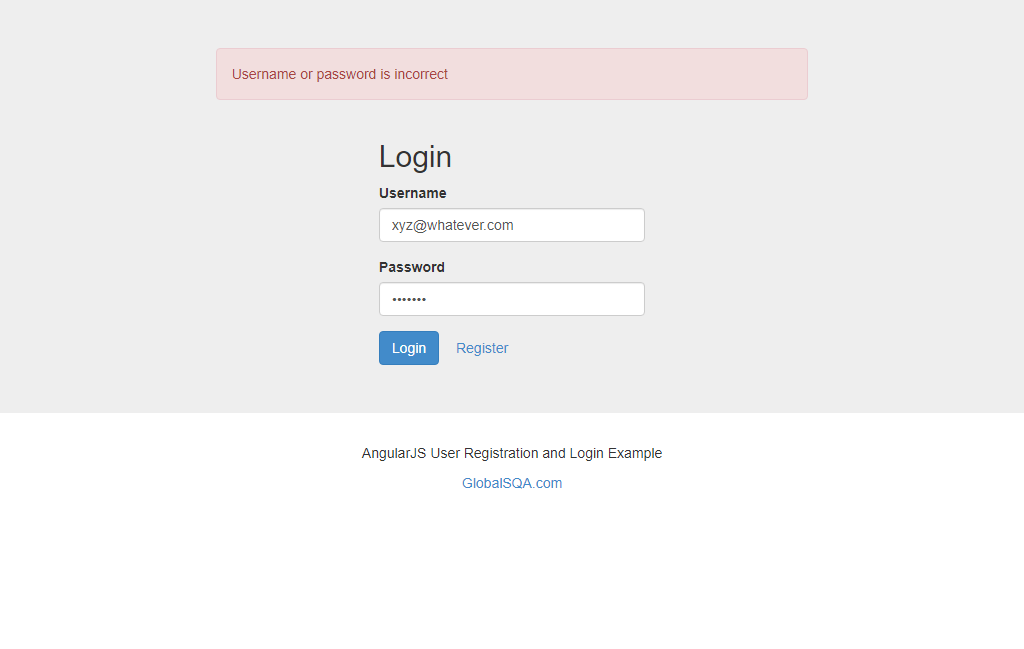 Username or password is incorrect
Login
Username
xyz@whatever.com
Password
•••••••
Login Register
AngularJS User Registration and Login Example
GlobalSQA.com